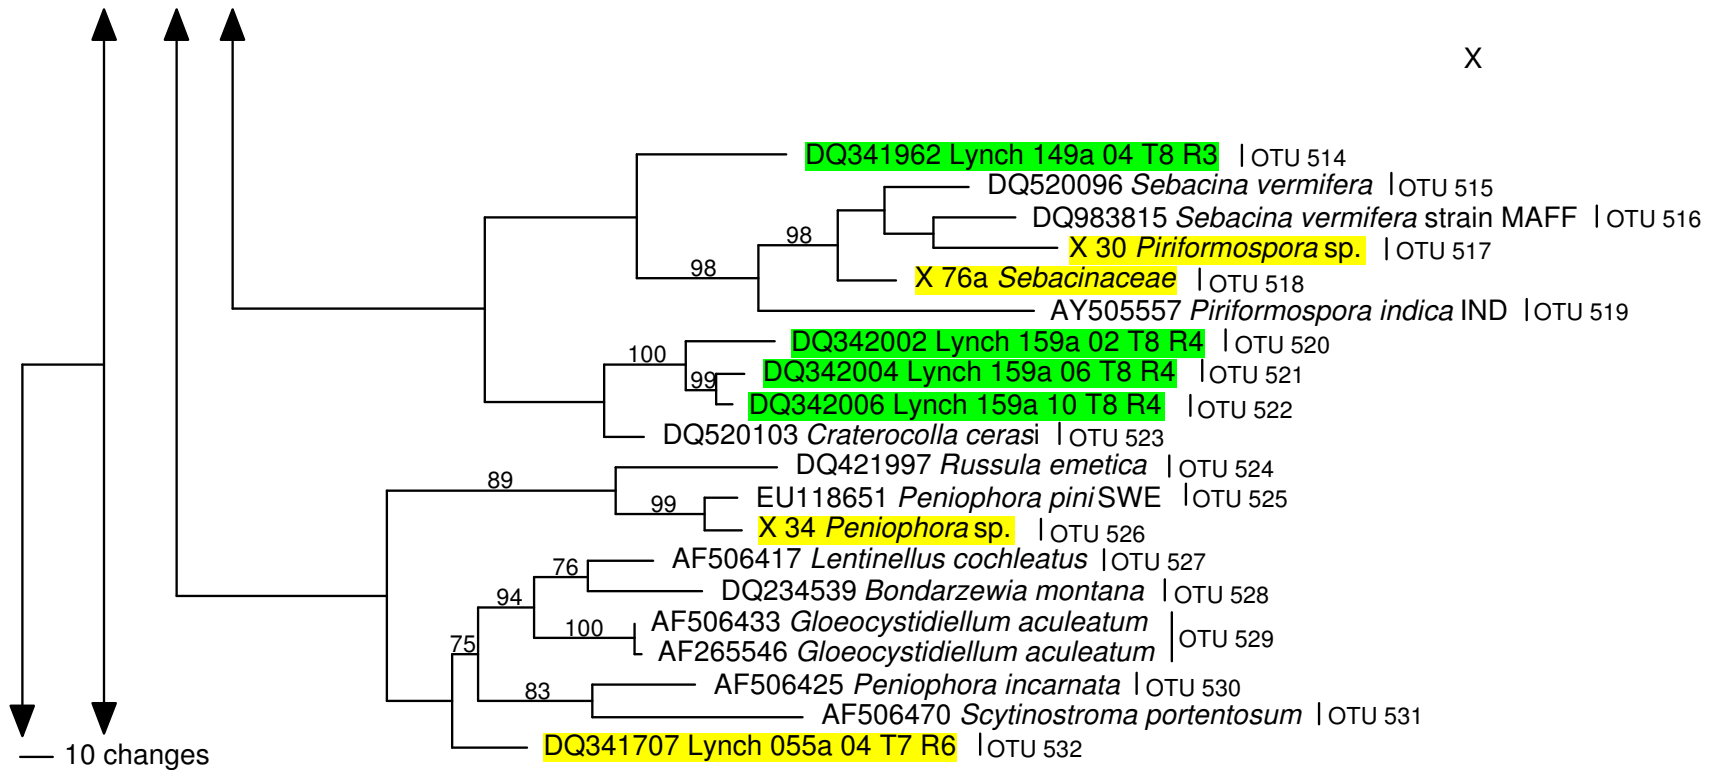 X
DQ341962 Lynch 149a 04 T8 R3 | OTU 514
DQ520096 Sebacina vermifera | OTU 515
DQ983815 Sebacina vermifera strain MAFF | OTU 516
98
X 30 Piriformospora sp. | OTU 517
98
X 76a Sebacinaceae | OTU 518
AY505557 Piriformospora indica IND | OTU 519
DQ342002 Lynch 159a 02 T8 R4 | OTU 520
100
DQ342004 Lynch 159a 06 T8 R4 | OTU 521
99
DQ342006 Lynch 159a 10 T8 R4 | OTU 522
DQ520103 Craterocolla cerasi | OTU 523
DQ421997 Russula emetica | OTU 524
89
EU118651 Peniophora pini SWE | OTU 525
99
X 34 Peniophora sp. | OTU 526
AF506417 Lentinellus cochleatus | OTU 527
76
DQ234539 Bondarzewia montana | OTU 528
94
AF506433 Gloeocystidiellum aculeatum
100
OTU 529
AF265546 Gloeocystidiellum aculeatum
75
AF506425 Peniophora incarnata | OTU 530
83
AF506470 Scytinostroma portentosum | OTU 531
DQ341707 Lynch 055a 04 T7 R6 | OTU 532
10 changes